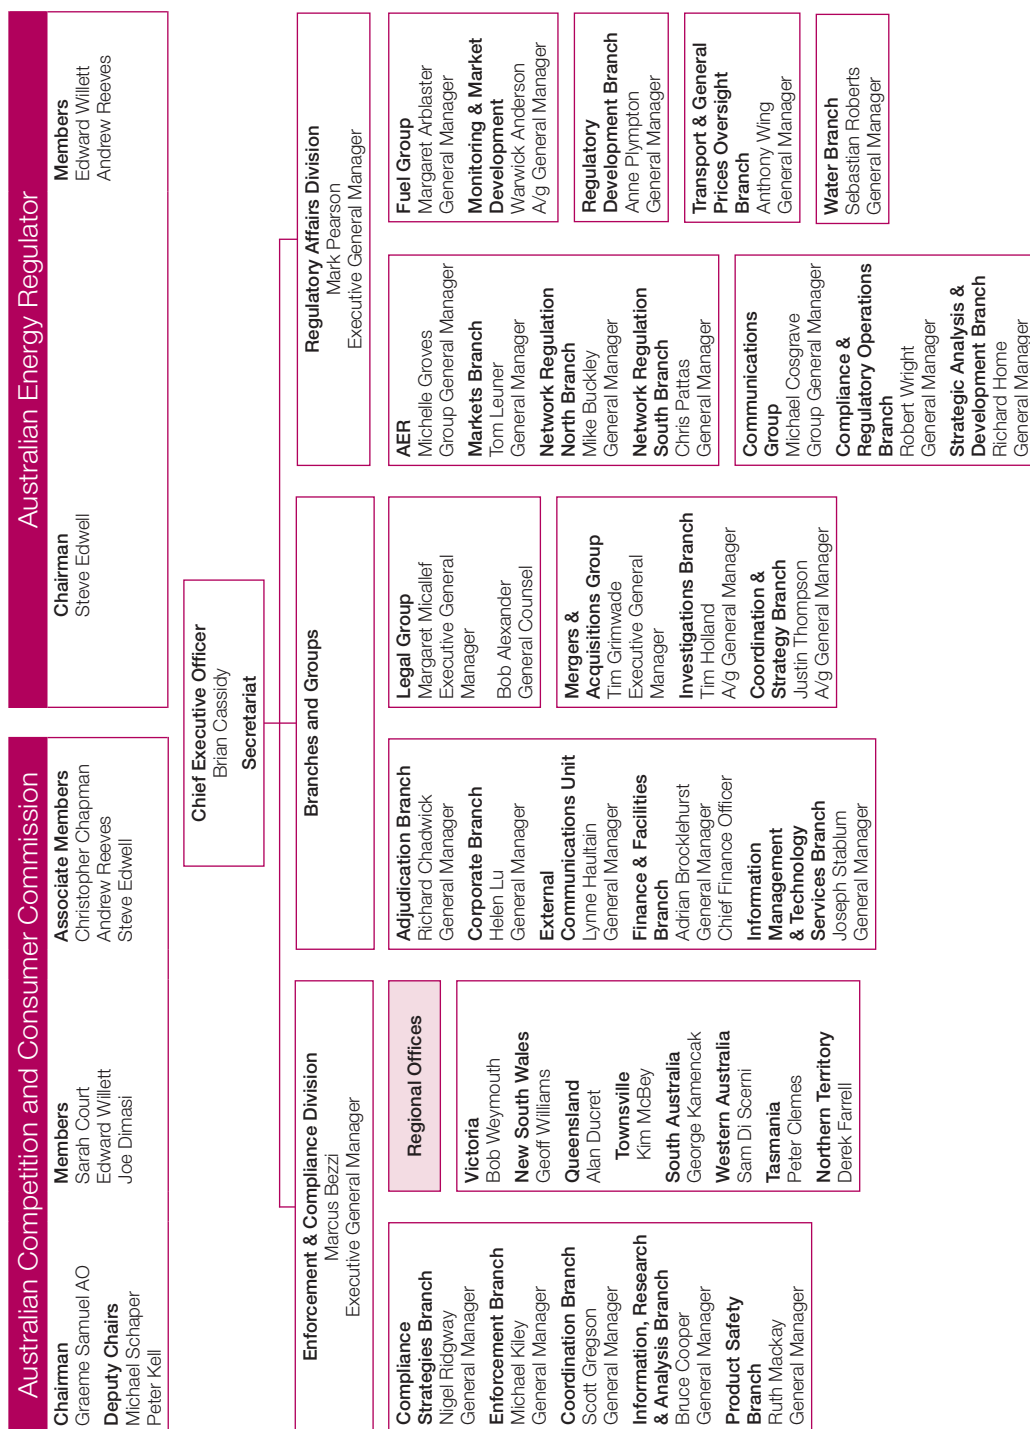 Australian Competition and Consumer Commission
Chairman
Graeme Samuel AO
Deputy Chairs
Michael Schaper
Peter Kell
Members
Sarah Court
Edward Willett
Joe Dimasi
Associate Members
Christopher Chapman
Andrew Reeves
Steve Edwell
Australian Energy Regulator
Chairman
Steve Edwell
Members
Edward Willett
Andrew Reeves
Chief Executive Officer
Brian Cassidy
Secretariat
Enforcement & Compliance Division
Marcus Bezzi
Executive General Manager
Branches and Groups
Regulatory Affairs Division
Mark Pearson
Executive General Manager
Compliance
Strategies Branch
Nigel Ridgway
General Manager
Enforcement Branch
Michael Kiley
General Manager
Coordination Branch
Scott Gregson
General Manager
Information, Research
& Analysis Branch
Bruce Cooper
General Manager
Product Safety
Branch
Ruth Mackay
General Manager
Regional Offices
Victoria
Bob Weymouth
New South Wales
Geoff Williams
Queensland
Alan Ducret
Townsville
Kim McBey
South Australia
George Kamencak
Western Australia
Sam Di Scerni
Tasmania
Peter Clemes
Northern Territory
Derek Farrell
Adjudication Branch
Richard Chadwick
General Manager
Corporate Branch
Helen Lu
General Manager
External
Communications Unit
Lynne Haultain
General Manager
Finance & Facilities
Branch
Adrian Brocklehurst
General Manager
Chief Finance Officer
Information
Management
& Technology
Services Branch
Joseph Stablum
General Manager
Legal Group
Margaret Micallef
Executive General
Manager
Bob Alexander
General Counsel
Mergers &
Acquisitions Group
Tim Grimwade
Executive General
Manager
Investigations Branch
Tim Holland
A/g General Manager
Coordination &
Strategy Branch
Justin Thompson
A/g General Manager
AER
Michelle Groves
Group General Manager
Markets Branch
Tom Leuner
General Manager
Network Regulation
North Branch
Mike Buckley
General Manager
Network Regulation
South Branch
Chris Pattas
General Manager
Communications
Group
Michael Cosgrave
Group General Manager
Compliance &
Regulatory Operations
Branch
Robert Wright
General Manager
Strategic Analysis &
Development Branch
Richard Home
General Manager
Fuel Group
Margaret Arblaster
General Manager
Monitoring & Market
Development
Warwick Anderson
A/g General Manager
Regulatory
Development Branch
Anne Plympton
General Manager
Transport & General
Prices Oversight
Branch
Anthony Wing
General Manager
Water Branch
Sebastian Roberts
General Manager